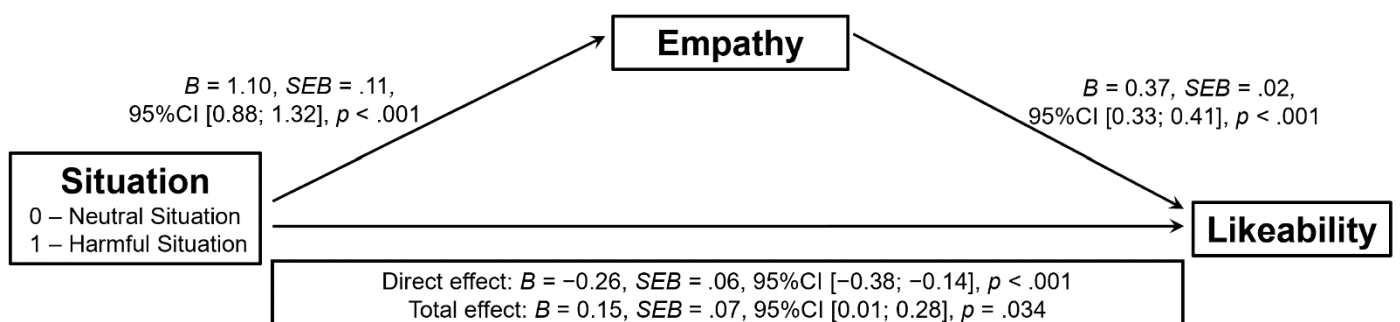 Empathy
B = 1.10, SEB = .11,
95%CI [0.88; 1.32], p < .001
B = 0.37, SEB = .02,
95%CI [0.33; 0.41], p < .001
Situation
0 – Neutral Situation
1 – Harmful Situation
Likeability
Direct effect: B = −0.26, SEB = .06, 95%CI [−0.38; −0.14], p < .001
Total effect: B = 0.15, SEB = .07, 95%CI [0.01; 0.28], p = .034